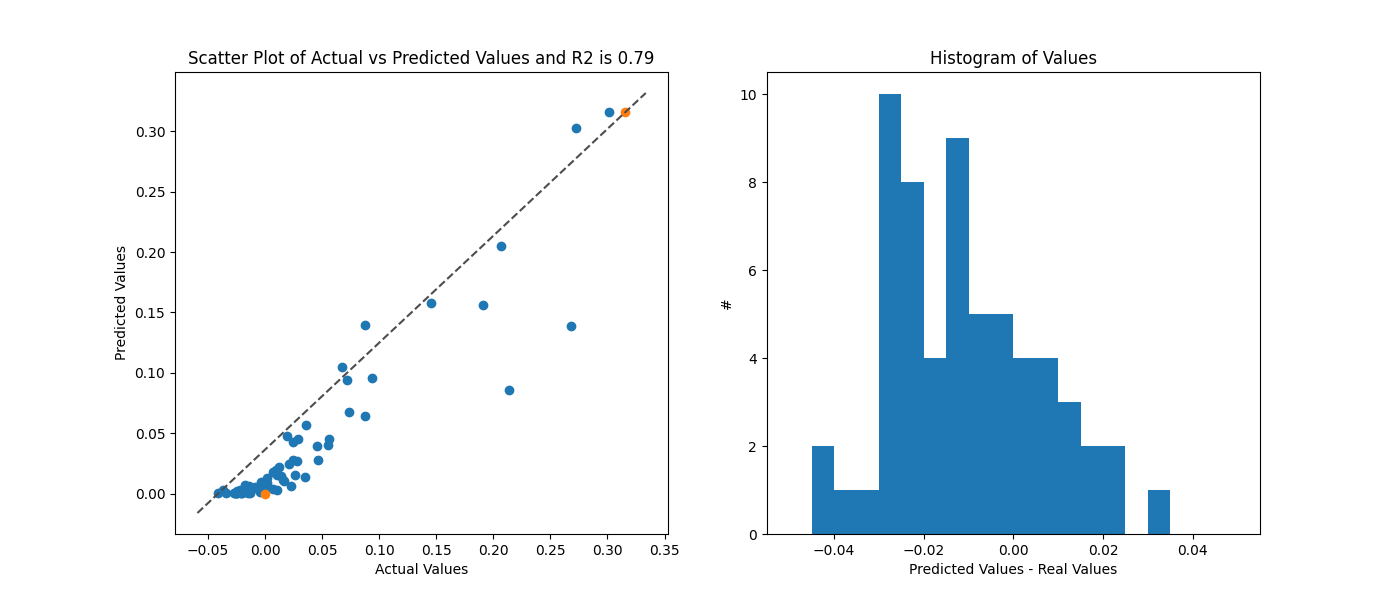 Scatter Plot of Actual vs Predicted Values and R2 is 0.79
Predicted Values
0.30
0.25
0.20
0.15
0.10
0.05
0.00
−0.05 0.00 0.05 0.10 0.15 0.20 0.25 0.30 0.35
Actual Values
Histogram of Values
#
10
8
6
4
2
0
−0.04 −0.02 0.00 0.02 0.04
Predicted Values - Real Values